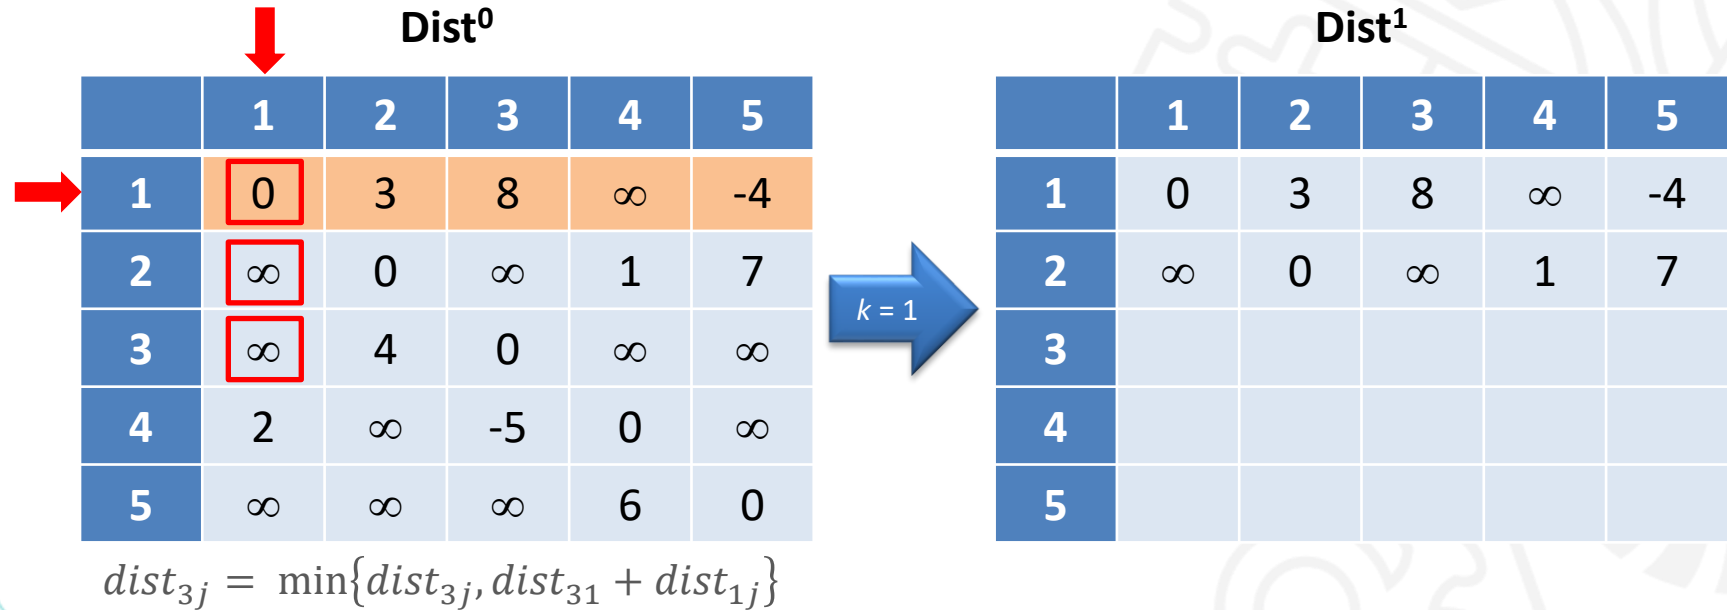 Dist⁰
1 2 3 4 5
1 0 3 8 ∞ -4
2 ∞ 0 ∞ 1 7
3 ∞ 4 0 ∞ ∞
4 2 ∞ -5 0 ∞
5 ∞ ∞ ∞ 6 0
dist₃ⱼ = min{dist₃ⱼ, dist₃₁ + dist₁ⱼ}
k = 1
Dist¹
1 2 3 4 5
1 0 3 8 ∞ -4
2 ∞ 0 ∞ 1 7
3
4
5